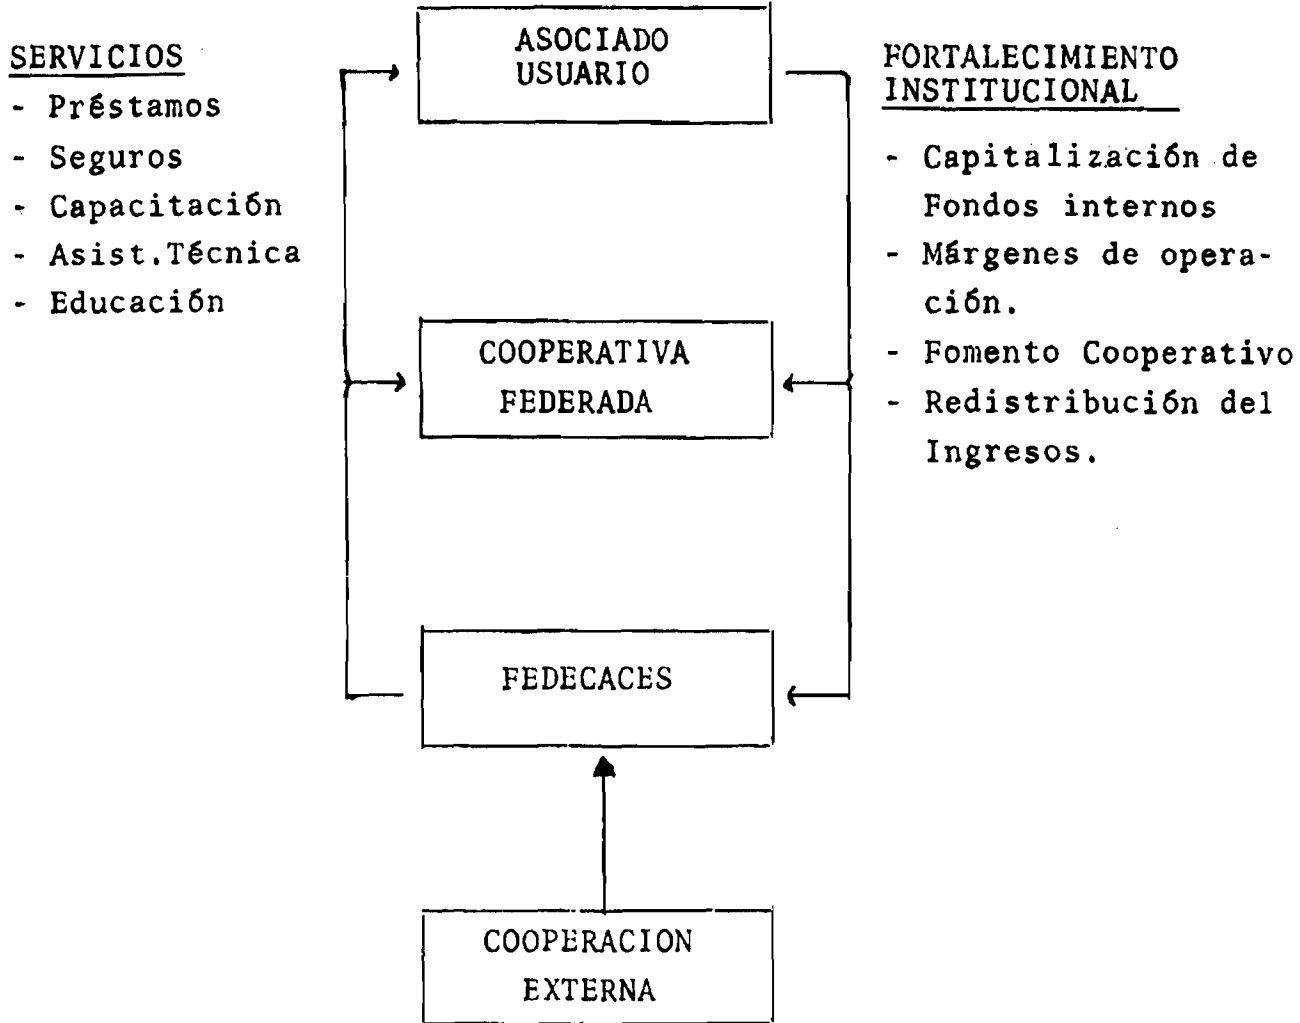 ASOCIADO
USUARIO
SERVICIOS
- Préstamos
- Seguros
- Capacitación
- Asist.Técnica
- Educación
FORTALECIMIENTO
INSTITUCIONAL
- Capitalización de
Fondos internos
- Márgenes de opera-
ción.
- Fomento Cooperativo
- Redistribución del
Ingresos.
COOPERATIVA
FEDERADA
FEDECACES
COOPERACION
EXTERNA